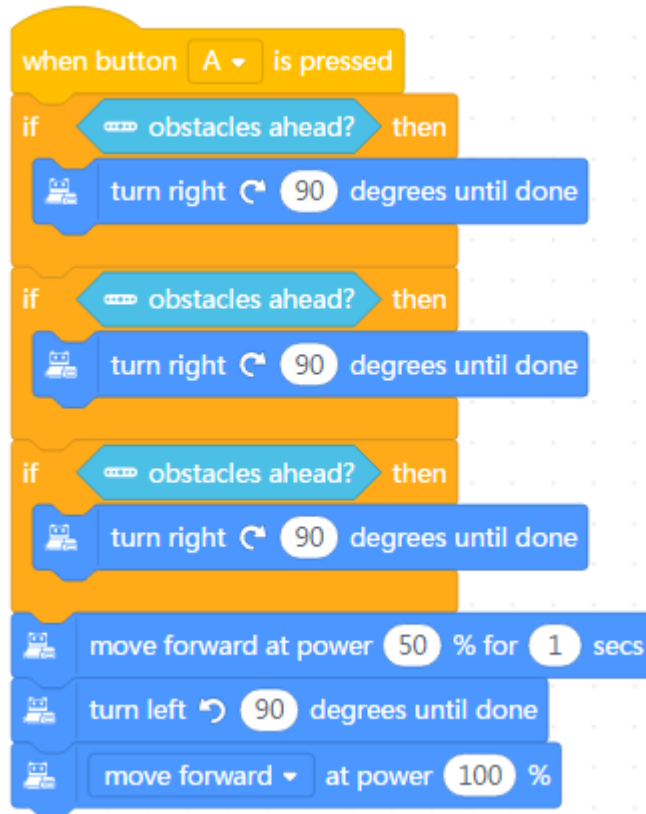 when button A is pressed
if obstacles ahead? then
turn right 90 degrees until done
if obstacles ahead? then
turn right 90 degrees until done
if obstacles ahead? then
turn right 90 degrees until done
move forward at power 50 % for 1 secs
turn left 90 degrees until done
move forward at power 100 %